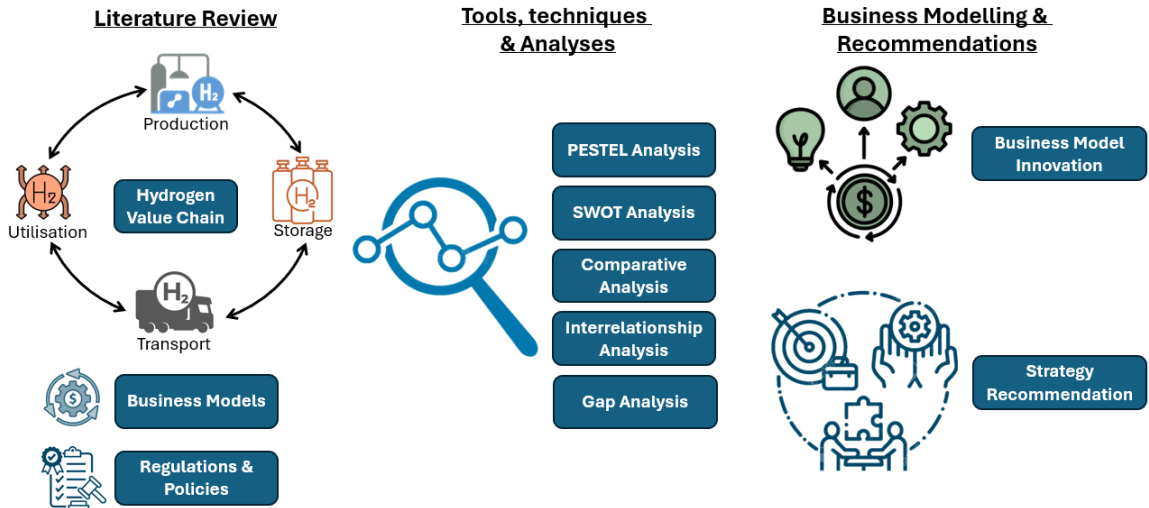 Literature Review
H₂
Production
H₂
Utilisation
Hydrogen
Value Chain
H₂
Storage
H₂
Transport
$
Business Models
Regulations &
Policies
Tools, techniques
& Analyses
PESTEL Analysis
SWOT Analysis
Comparative
Analysis
Interrelationship
Analysis
Gap Analysis
Business Modelling &
Recommendations
$
Business Model
Innovation
Strategy
Recommendation